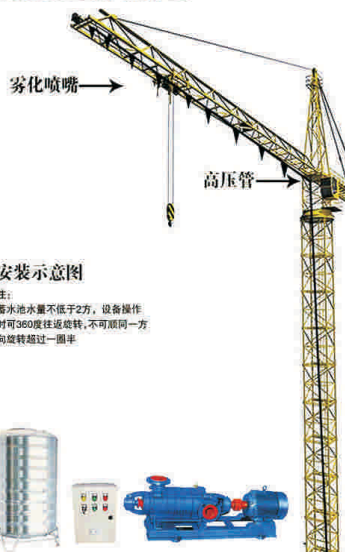 雾化喷嘴
高压管
安装示意图
注:
蓄水池水量不低于2方，设备操作
时可360度往返旋转,不可顺同一方
向旋转超过一圈半